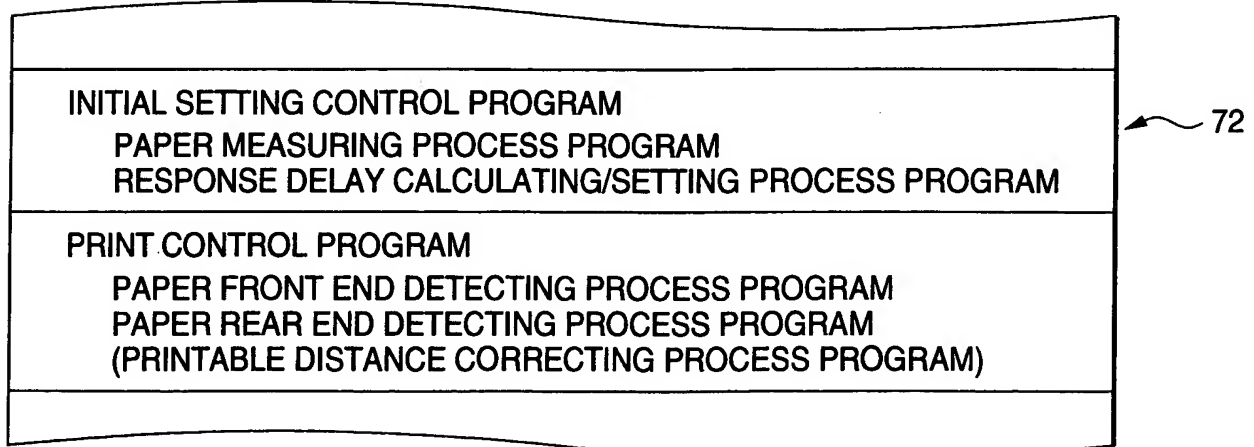 INITIAL SETTING CONTROL PROGRAM
PAPER MEASURING PROCESS PROGRAM
RESPONSE DELAY CALCULATING/SETTING PROCESS PROGRAM
72
PRINT CONTROL PROGRAM
PAPER FRONT END DETECTING PROCESS PROGRAM
PAPER REAR END DETECTING PROCESS PROGRAM
(PRINTABLE DISTANCE CORRECTING PROCESS PROGRAM)